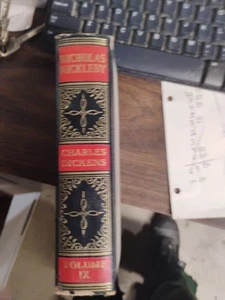 NICHOLAS
NICKLEBY
CHARLES
DICKENS
VOLUME
IX